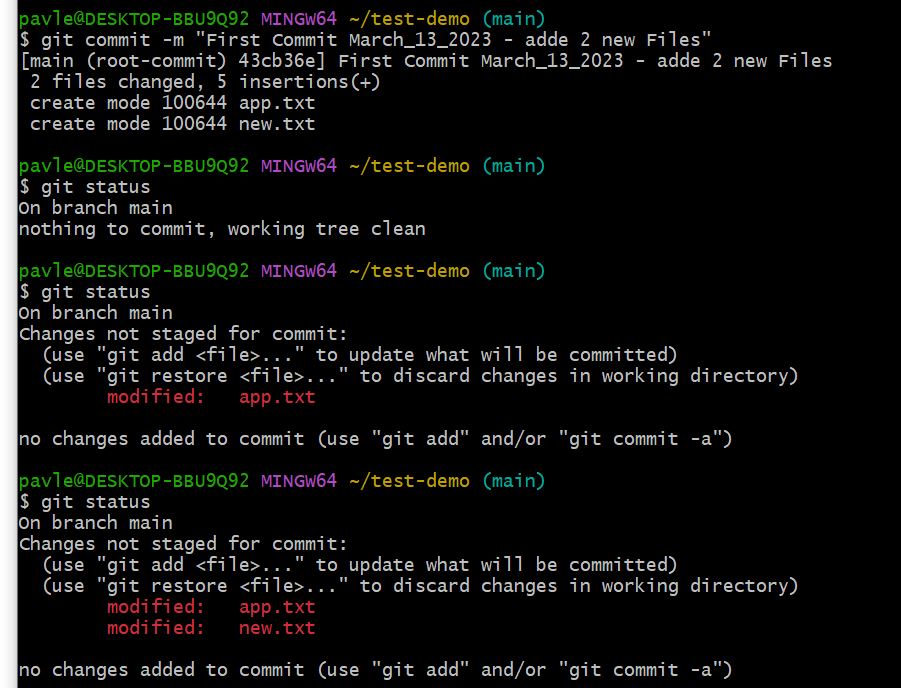 pavle@DESKTOP-BBU9Q92 MINGW64 ~/test-demo (main)
$ git commit -m "First Commit March_13_2023 - adde 2 new Files"
[main (root-commit) 43cb36e] First Commit March_13_2023 - adde 2 new Files
 2 files changed, 5 insertions(+)
 create mode 100644 app.txt
 create mode 100644 new.txt

pavle@DESKTOP-BBU9Q92 MINGW64 ~/test-demo (main)
$ git status
On branch main
nothing to commit, working tree clean

pavle@DESKTOP-BBU9Q92 MINGW64 ~/test-demo (main)
$ git status
On branch main
Changes not staged for commit:
  (use "git add <file>..." to update what will be committed)
  (use "git restore <file>..." to discard changes in working directory)
        modified:   app.txt

no changes added to commit (use "git add" and/or "git commit -a")

pavle@DESKTOP-BBU9Q92 MINGW64 ~/test-demo (main)
$ git status
On branch main
Changes not staged for commit:
  (use "git add <file>..." to update what will be committed)
  (use "git restore <file>..." to discard changes in working directory)
        modified:   app.txt
        modified:   new.txt

no changes added to commit (use "git add" and/or "git commit -a")